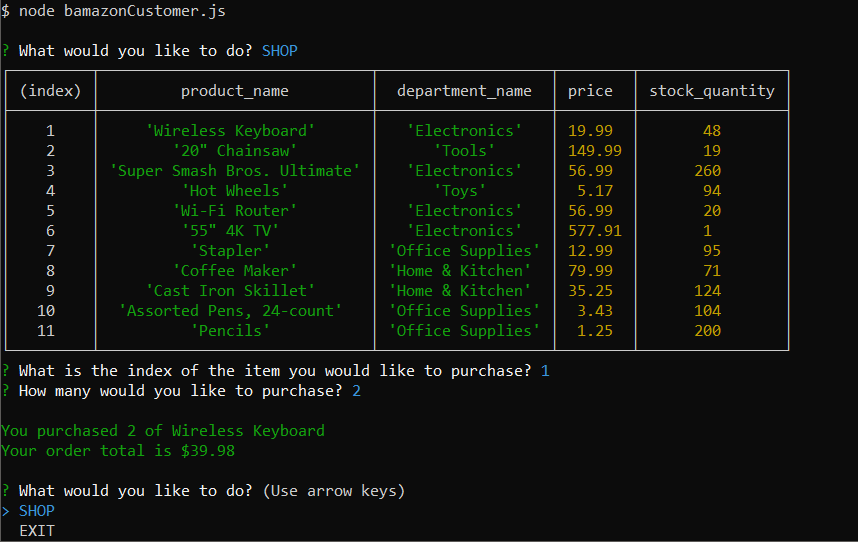 $ node bamazonCustomer.js
? What would you like to do? SHOP
(index) product_name department_name price stock_quantity
1 'Wireless Keyboard' 'Electronics' 19.99 48
2 '20" Chainsaw' 'Tools' 149.99 19
3 'Super Smash Bros. Ultimate' 'Electronics' 56.99 260
4 'Hot Wheels' 'Toys' 5.17 94
5 'Wi-Fi Router' 'Electronics' 56.99 20
6 '55" 4K TV' 'Electronics' 577.91 1
7 'Stapler' 'Office Supplies' 12.99 95
8 'Coffee Maker' 'Home & Kitchen' 79.99 71
9 'Cast Iron Skillet' 'Home & Kitchen' 35.25 124
10 'Assorted Pens, 24-count' 'Office Supplies' 3.43 104
11 'Pencils' 'Office Supplies' 1.25 200
? What is the index of the item you would like to purchase? 1
? How many would you like to purchase? 2
You purchased 2 of Wireless Keyboard
Your order total is $39.98
? What would you like to do? (Use arrow keys)
> SHOP
EXIT